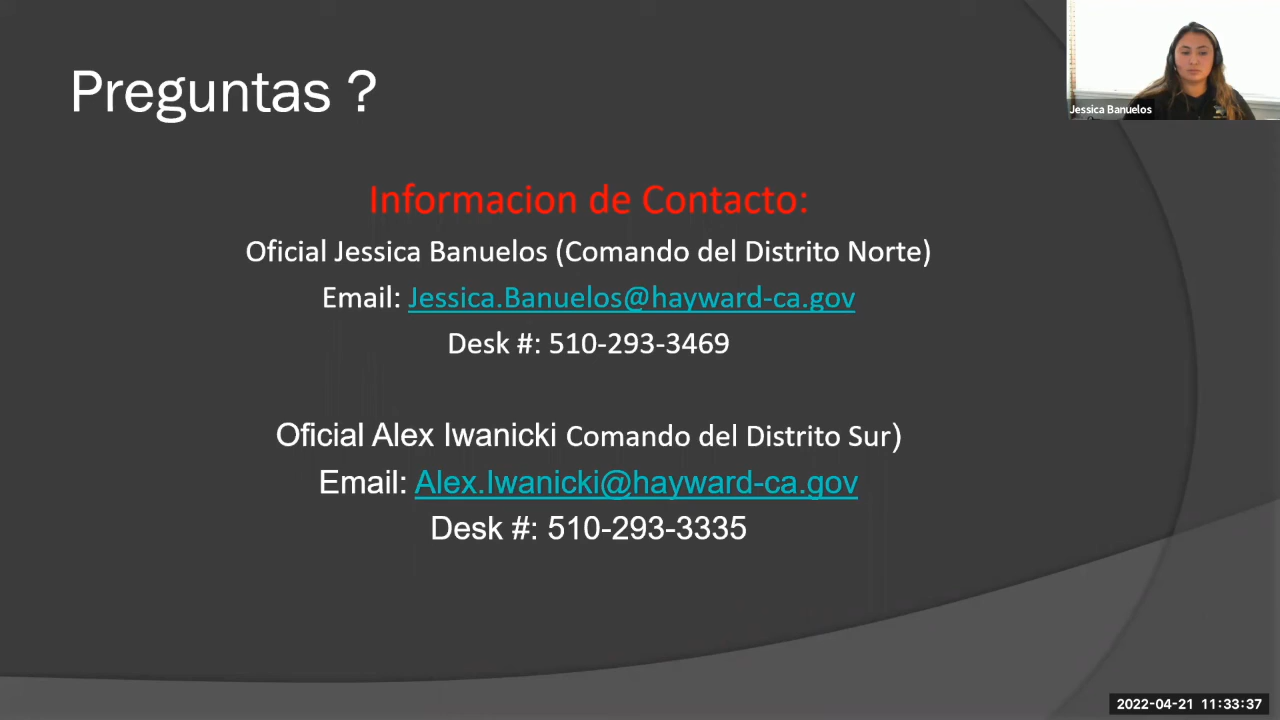 Preguntas ?
Jessica Banuelos
Informacion de Contacto:
Oficial Jessica Banuelos (Comando del Distrito Norte)
Email: Jessica.Banuelos@hayward-ca.gov
Desk #: 510-293-3469
Oficial Alex Iwanicki Comando del Distrito Sur)
Email: Alex.Iwanicki@hayward-ca.gov
Desk #: 510-293-3335
2022-04-21 11:33:37